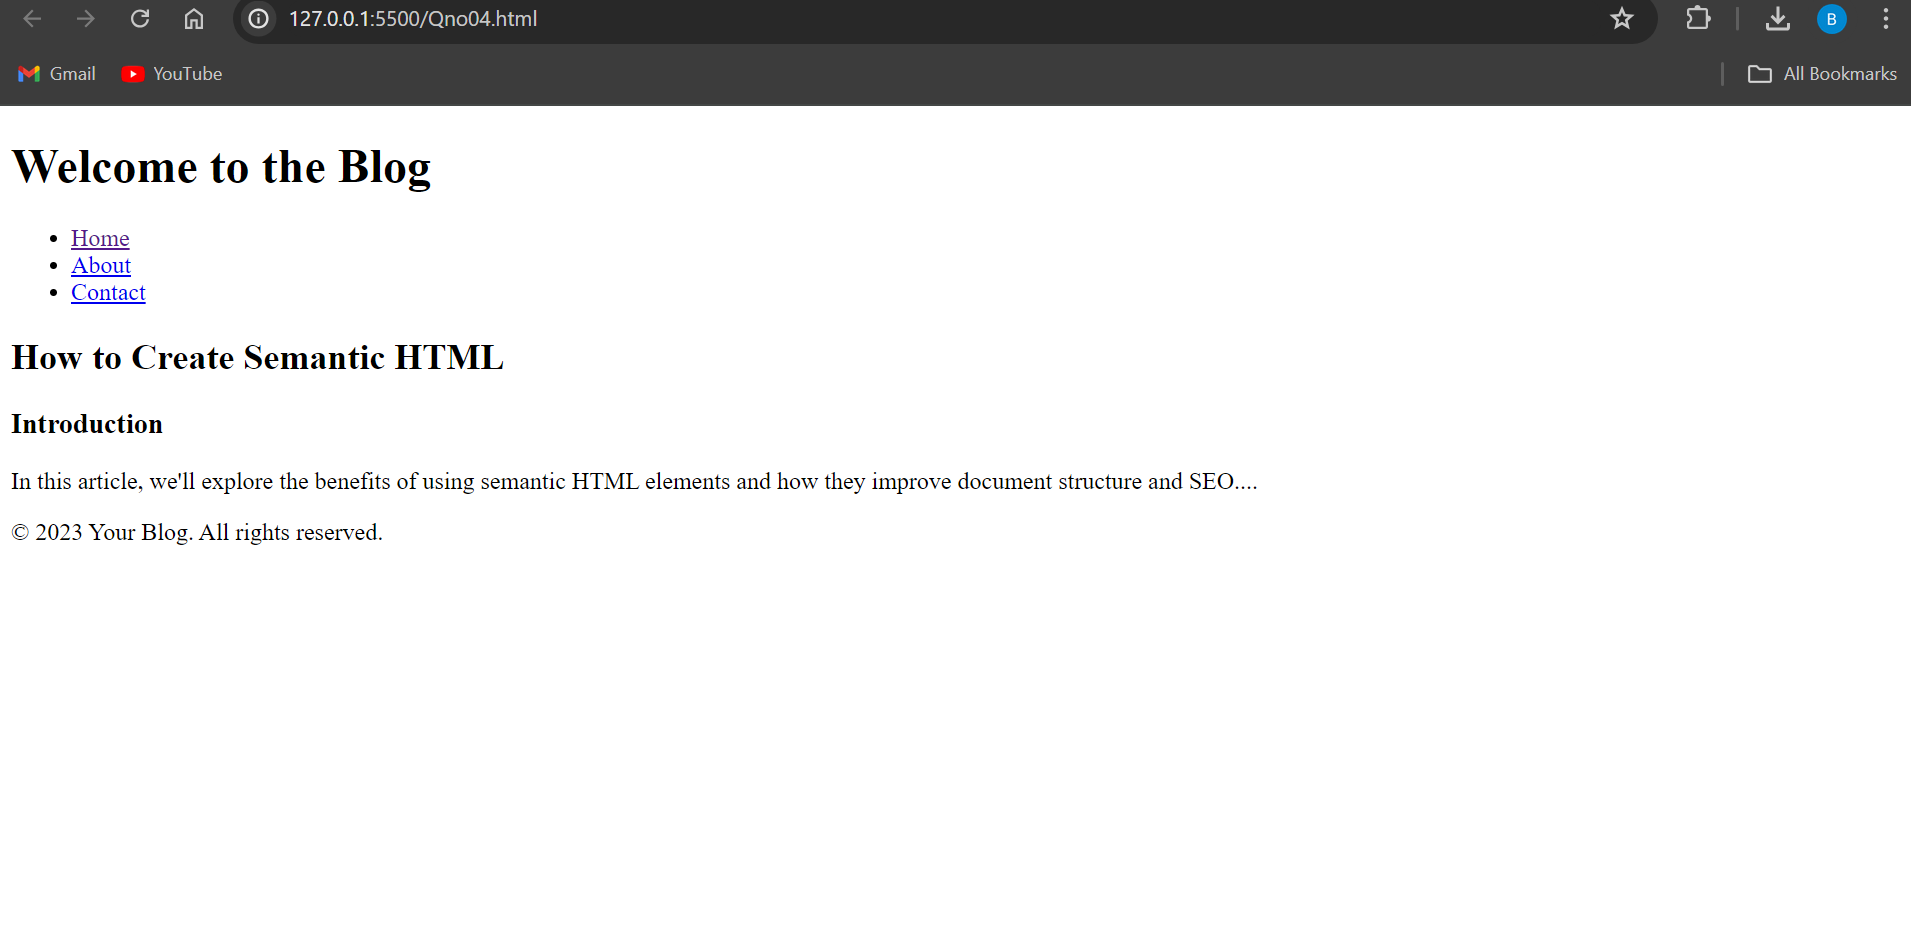 127.0.0.1:5500/Qno04.html
B
Gmail YouTube All Bookmarks
Welcome to the Blog
Home
About
Contact
How to Create Semantic HTML
Introduction
In this article, we'll explore the benefits of using semantic HTML elements and how they improve document structure and SEO....
© 2023 Your Blog. All rights reserved.